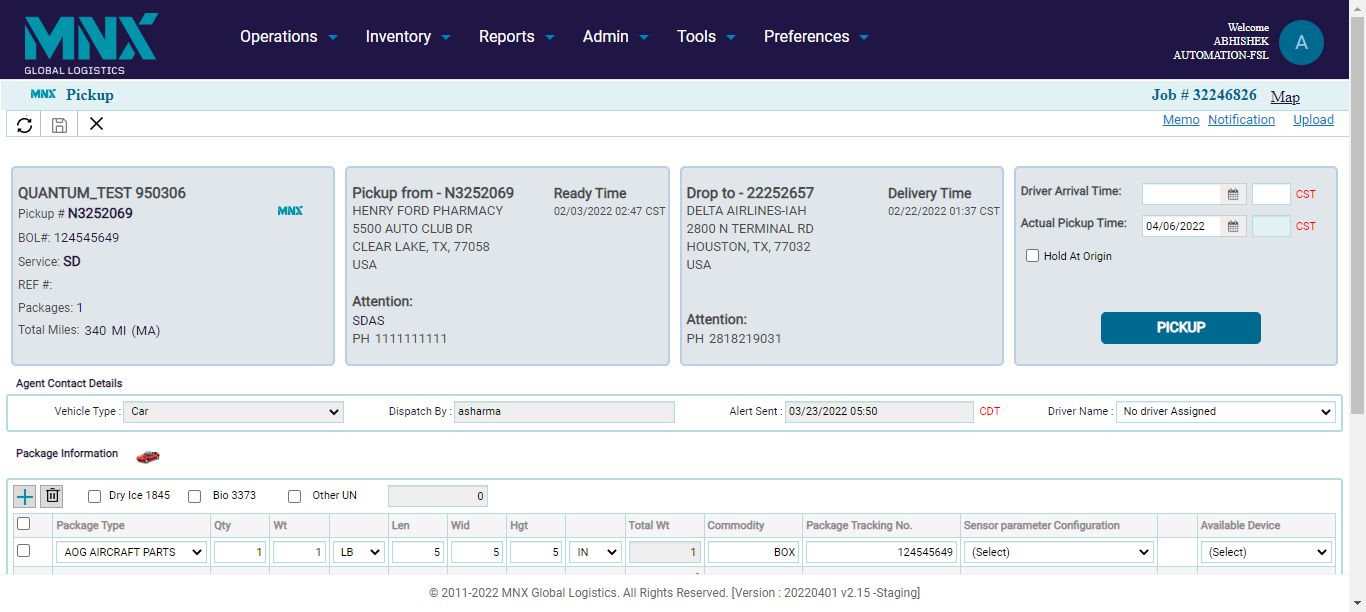 MNX
GLOBAL LOGISTICS
Operations Inventory Reports Admin Tools Preferences
Welcome
ABHISHEK
AUTOMATION-FSL
A
MNX Pickup
Job # 32246826 Map
Memo Notification Upload
QUANTUM_TEST 950306
Pickup # N3252069
MNX
BOL#: 124545649
Service: SD
REF #:
Packages: 1
Total Miles: 340 MI (MA)
Pickup from - N3252069
HENRY FORD PHARMACY
5500 AUTO CLUB DR
CLEAR LAKE, TX, 77058
USA
Attention:
SDAS
PH 1111111111
Ready Time
02/03/2022 02:47 CST
Drop to - 22252657
DELTA AIRLINES-IAH
2800 N TERMINAL RD
HOUSTON, TX, 77032
USA
Attention:
PH 2818219031
Delivery Time
02/22/2022 01:37 CST
Driver Arrival Time: CST
Actual Pickup Time: 04/06/2022 CST
Hold At Origin
PICKUP
Agent Contact Details
Vehicle Type : Car Dispatch By : asharma Alert Sent : 03/23/2022 05:50 CDT Driver Name : No driver Assigned
Package Information
Dry Ice 1845 Bio 3373 Other UN 0
Package Type Qty Wt Len Wid Hgt Total Wt Commodity Package Tracking No. Sensor parameter Configuration Available Device
AOG AIRCRAFT PARTS 1 1 LB 5 5 5 IN 1 BOX 124545649 (Select) (Select)
© 2011-2022 MNX Global Logistics. All Rights Reserved. [Version : 20220401 v2.15 -Staging]